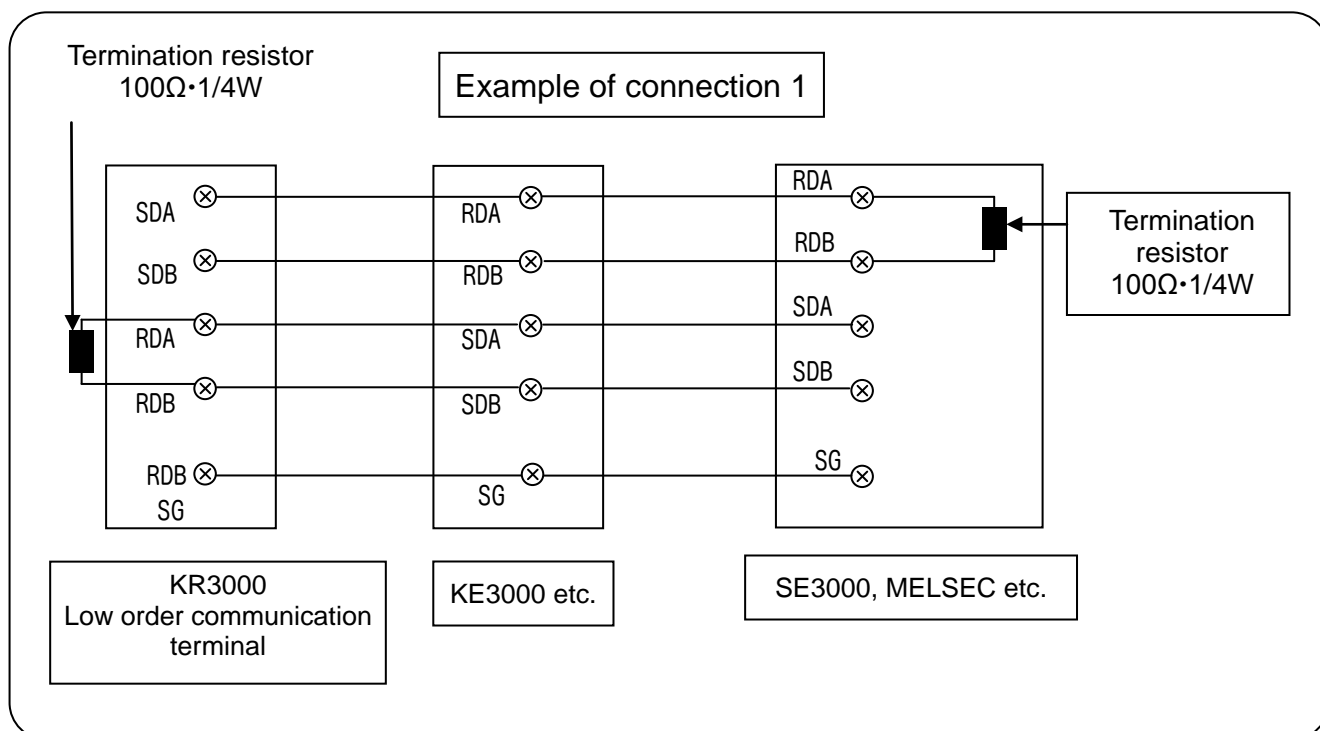 Termination resistor
100Ω・1/4W
Example of connection 1
SDA
SDB
RDA
RDB
RDB
SG
RDA
RDB
SDA
SDB
SG
RDA
RDB
SDA
SDB
SG
Termination
resistor
100Ω・1/4W
KR3000
Low order communication
terminal
KE3000 etc.
SE3000, MELSEC etc.